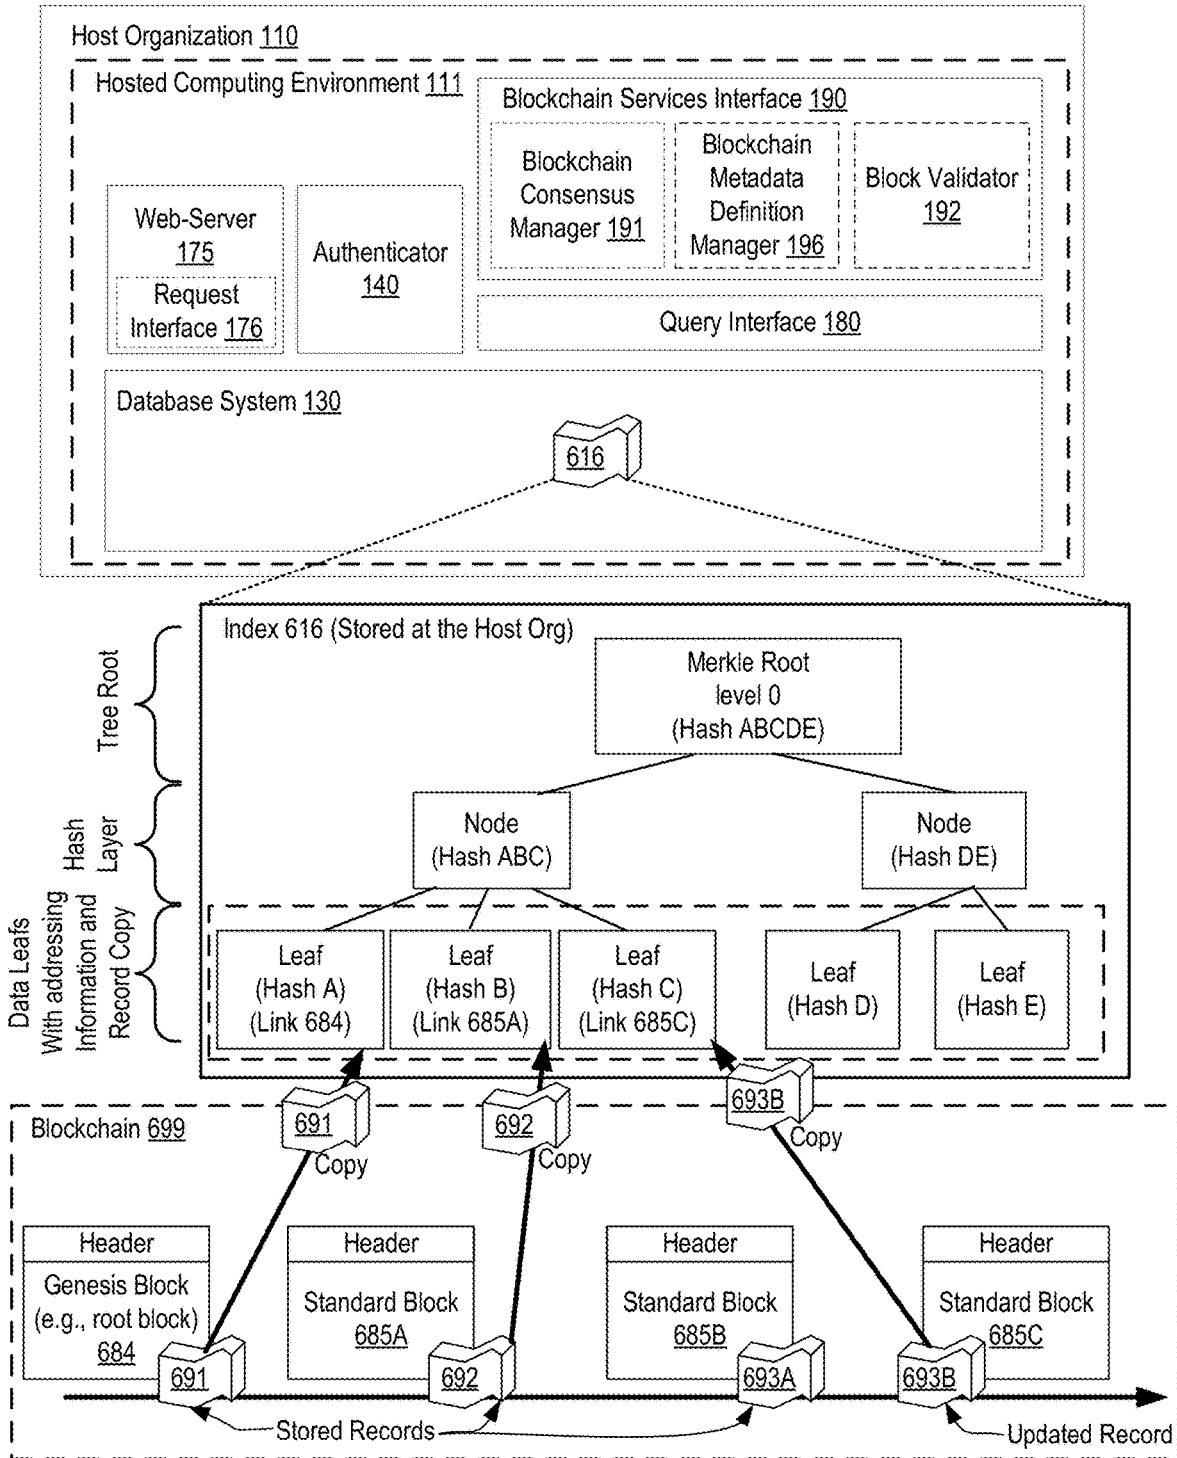 Host Organization 110
Hosted Computing Environment 111
Blockchain Services Interface 190
Blockchain
Consensus
Manager 191
Blockchain
Metadata
Definition
Manager 196
Block Validator
192
Web-Server
175
Request
Interface 176
Authenticator
140
Query Interface 180
Database System 130
616
Index 616 (Stored at the Host Org)
Tree Root
Merkle Root
level 0
(Hash ABCDE)
Hash
Layer
Node
(Hash ABC)
Node
(Hash DE)
Data Leafs
With addressing
Information and
Record Copy
Leaf
(Hash A)
(Link 684)
Leaf
(Hash B)
(Link 685A)
Leaf
(Hash C)
(Link 685C)
Leaf
(Hash D)
Leaf
(Hash E)
Blockchain 699
691
Copy
692
Copy
693B
Copy
Header
Genesis Block
(e.g., root block)
684
Header
Standard Block
685A
Header
Standard Block
685B
Header
Standard Block
685C
691
692
693A
693B
Stored Records
Updated Record